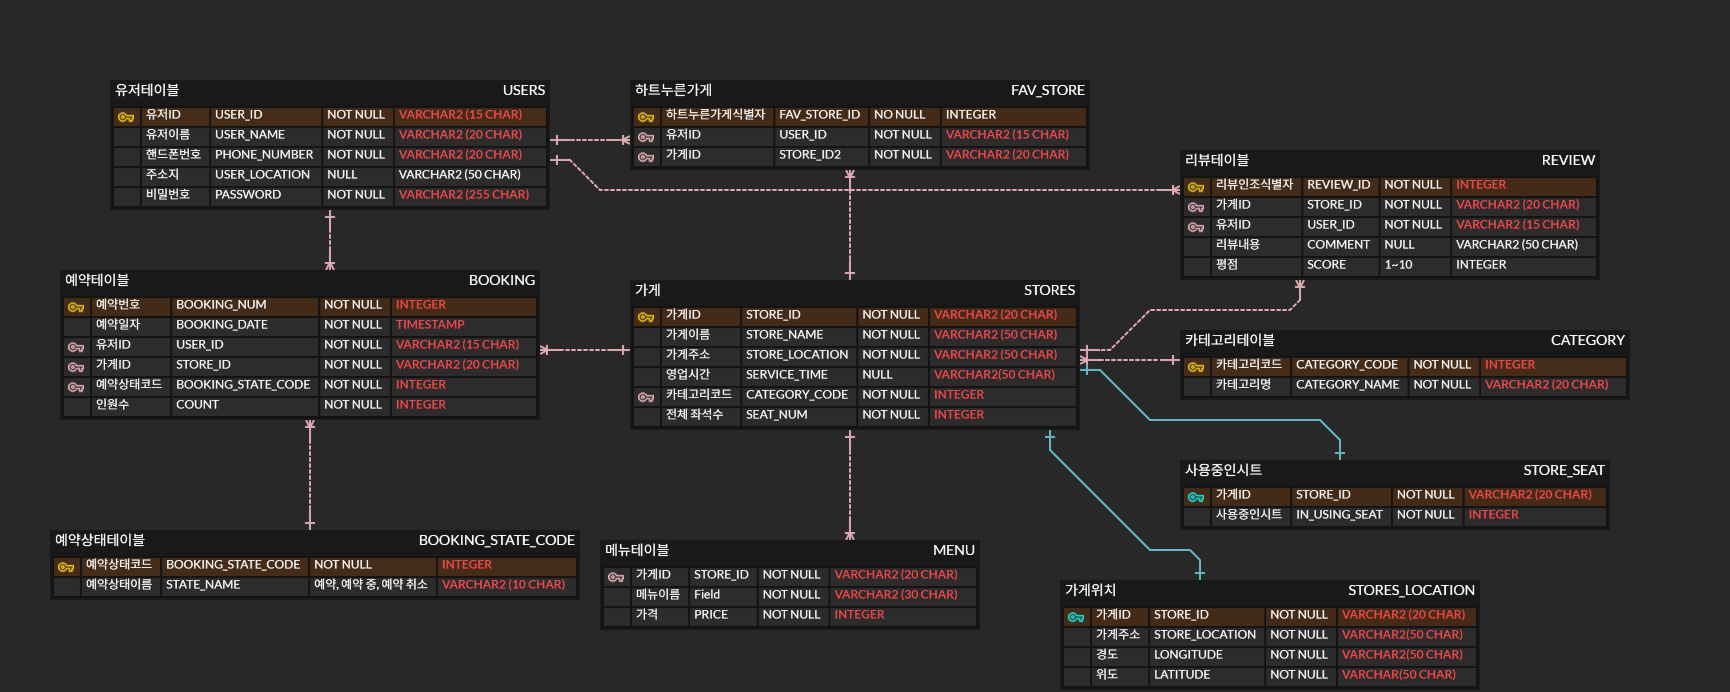 유저테이블 USERS
유저ID USER_ID NOT NULL VARCHAR2 (15 CHAR)
유저이름 USER_NAME NOT NULL VARCHAR2 (20 CHAR)
핸드폰번호 PHONE_NUMBER NOT NULL VARCHAR2 (20 CHAR)
주소지 USER_LOCATION NULL VARCHAR2 (50 CHAR)
비밀번호 PASSWORD NOT NULL VARCHAR2 (255 CHAR)
하트누른가게 FAV_STORE
하트누른가게식별자 FAV_STORE_ID NO NULL INTEGER
유저ID USER_ID NOT NULL VARCHAR2 (15 CHAR)
가게ID STORE_ID2 NOT NULL VARCHAR2 (20 CHAR)
리뷰테이블 REVIEW
리뷰인조식별자 REVIEW_ID NOT NULL INTEGER
가게ID STORE_ID NOT NULL VARCHAR2 (20 CHAR)
유저ID USER_ID NOT NULL VARCHAR2 (15 CHAR)
리뷰내용 COMMENT NULL VARCHAR2 (50 CHAR)
평점 SCORE 1~10 INTEGER
예약테이블 BOOKING
예약번호 BOOKING_NUM NOT NULL INTEGER
예약일자 BOOKING_DATE NOT NULL TIMESTAMP
유저ID USER_ID NOT NULL VARCHAR2 (15 CHAR)
가게ID STORE_ID NOT NULL VARCHAR2 (20 CHAR)
예약상태코드 BOOKING_STATE_CODE NOT NULL INTEGER
인원수 COUNT NOT NULL INTEGER
가게 STORES
가게ID STORE_ID NOT NULL VARCHAR2 (20 CHAR)
가게이름 STORE_NAME NOT NULL VARCHAR2 (50 CHAR)
가게주소 STORE_LOCATION NOT NULL VARCHAR2 (50 CHAR)
영업시간 SERVICE_TIME NULL VARCHAR2(50 CHAR)
카테고리코드 CATEGORY_CODE NOT NULL INTEGER
전체 좌석수 SEAT_NUM NOT NULL INTEGER
카테고리테이블 CATEGORY
카테고리코드 CATEGORY_CODE NOT NULL INTEGER
카테고리명 CATEGORY_NAME NOT NULL VARCHAR2 (20 CHAR)
사용중인시트 STORE_SEAT
가게ID STORE_ID NOT NULL VARCHAR2 (20 CHAR)
사용중인시트 IN_USING_SEAT NOT NULL INTEGER
예약상태테이블 BOOKING_STATE_CODE
예약상태코드 BOOKING_STATE_CODE NOT NULL INTEGER
예약상태이름 STATE_NAME 예약, 예약 중, 예약 취소 VARCHAR2 (10 CHAR)
메뉴테이블 MENU
가게ID STORE_ID NOT NULL VARCHAR2 (20 CHAR)
메뉴이름 Field NOT NULL VARCHAR2 (30 CHAR)
가격 PRICE NOT NULL INTEGER
가게위치 STORES_LOCATION
가게ID STORE_ID NOT NULL VARCHAR2 (20 CHAR)
가게주소 STORE_LOCATION NOT NULL VARCHAR2(50 CHAR)
경도 LONGITUDE NOT NULL VARCHAR2(50 CHAR)
위도 LATITUDE NOT NULL VARCHAR(50 CHAR)